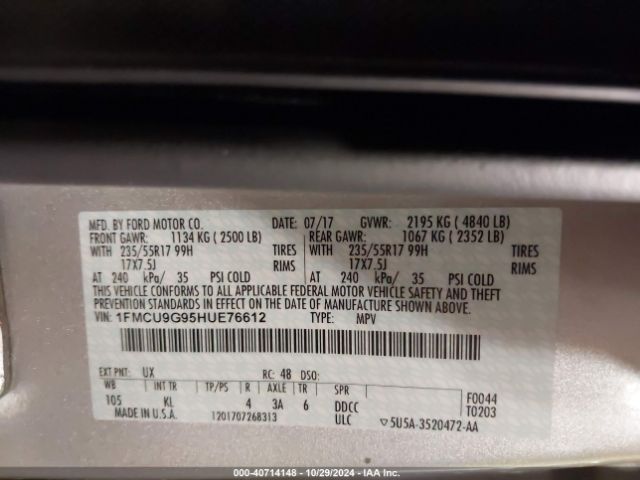 MFD. BY FORD MOTOR CO. DATE: 07/17 GVWR: 2195 KG ( 4840 LB)
FRONT GAWR: 1134 KG ( 2500 LB) REAR GAWR: 1067 KG ( 2352 LB)
WITH 235/55R17 99H TIRES WITH 235/55R17 99H TIRES
17X7.5J RIMS 17X7.5J RIMS
AT 240 kPa/ 35 PSI COLD AT 240 kPa/ 35 PSI COLD
THIS VEHICLE CONFORMS TO ALL APPLICABLE FEDERAL MOTOR VEHICLE SAFETY AND THEFT
PREVENTION STANDARDS IN EFFECT ON THE DATE OF MANUFACTURE SHOWN ABOVE.
VIN: 1FMCU9G95HUE76612 TYPE: MPV
EXT PNT: UX RC: 48 DSO:
WB INT TR TP/PS R AXLE TR SPR F0044
105 KL 4 3A 6 DDCC T0203
MADE IN U.S.A. 1201707268313 ULC ▽5U5A-3520472-AA
000-40714148 - 10/29/2024 - IAA Inc.